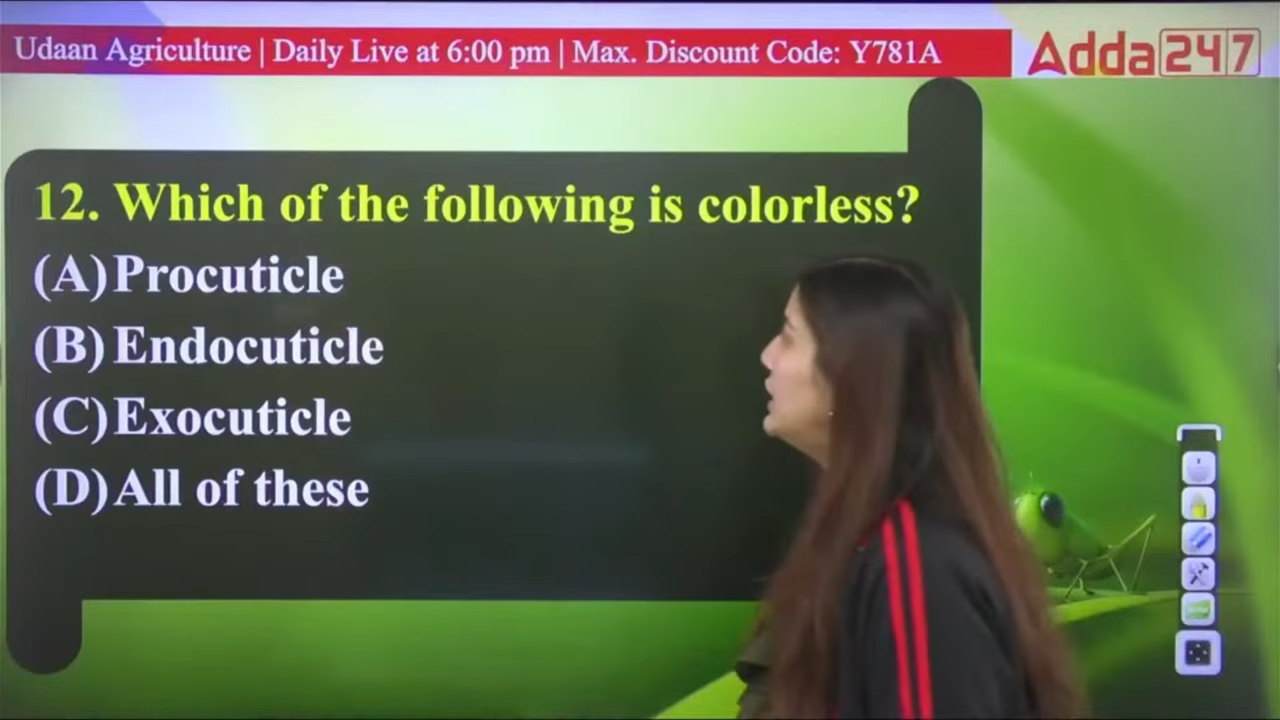 Udaan Agriculture | Daily Live at 6:00 pm | Max. Discount Code: Y781A
Adda247
12. Which of the following is colorless?
(A) Procuticle
(B) Endocuticle
(C) Exocuticle
(D) All of these